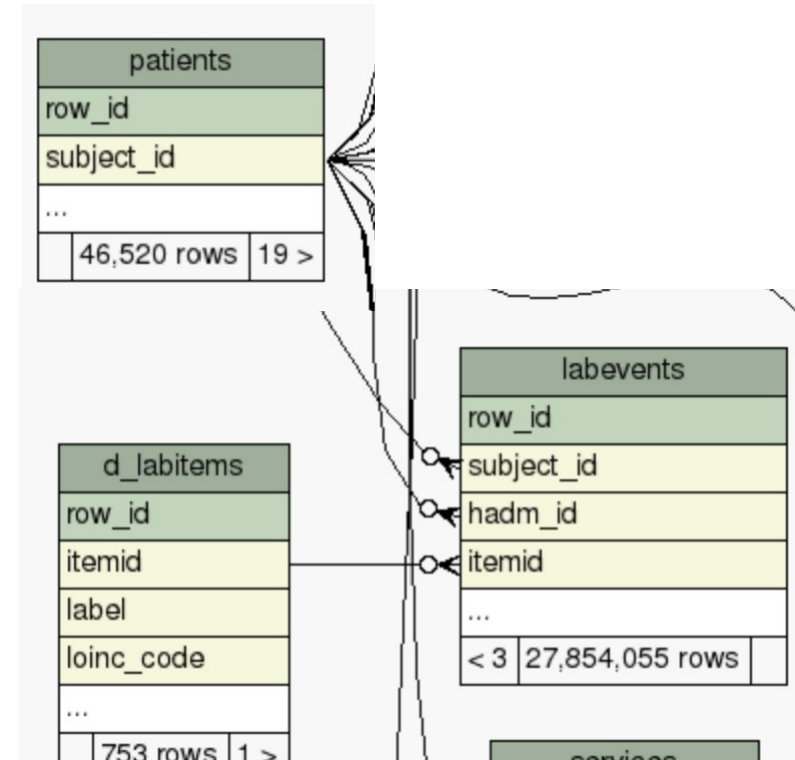 patients
row_id
subject_id
...
46,520 rows 19 >
labevents
row_id
subject_id
hadm_id
itemid
...
< 3 27,854,055 rows
d_labitems
row_id
itemid
label
loinc_code
...
753 rows 1 >
services